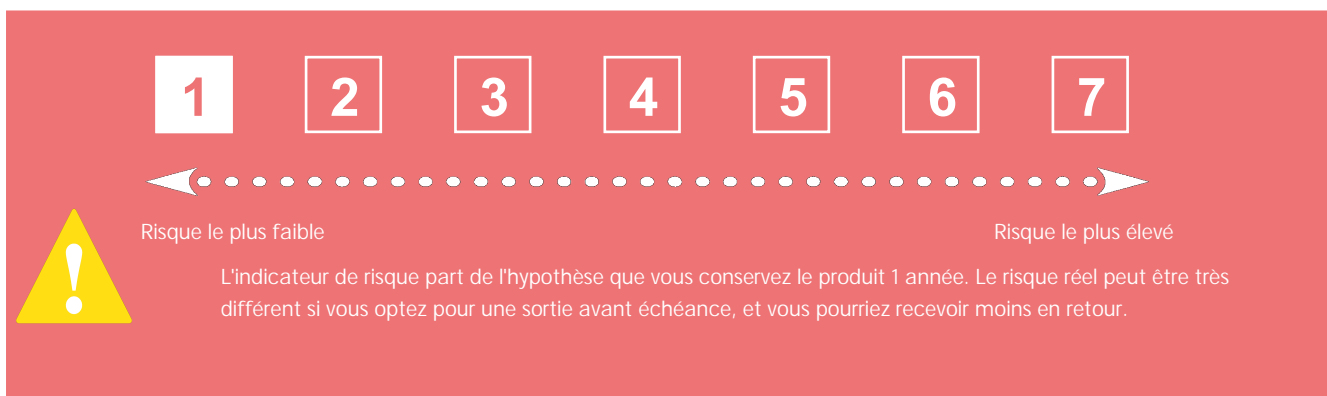 1 2 3 4 5 6 7
Risque le plus faible Risque le plus élevé
!
L'indicateur de risque part de l'hypothèse que vous conservez le produit 1 année. Le risque réel peut être très
différent si vous optez pour une sortie avant échéance, et vous pourriez recevoir moins en retour.